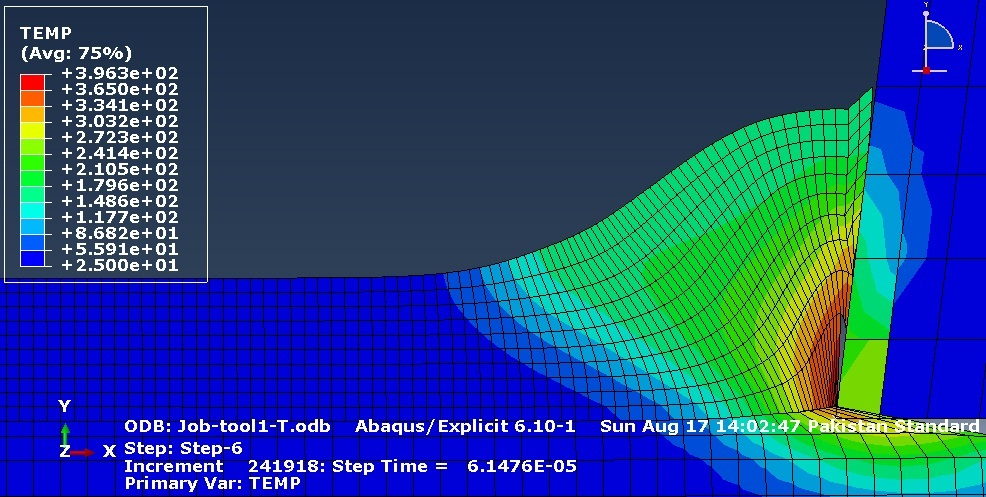 TEMP
(Avg: 75%)
+3.963e+02
+3.650e+02
+3.341e+02
+3.032e+02
+2.723e+02
+2.414e+02
+2.105e+02
+1.796e+02
+1.486e+02
+1.177e+02
+8.682e+01
+5.591e+01
+2.500e+01
Y
X
Y
Z X
ODB: Job-tool1-T.odb Abaqus/Explicit 6.10-1 Sun Aug 17 14:02:47 Pakistan Standard
Step: Step-6
Increment 241918: Step Time = 6.1476E-05
Primary Var: TEMP